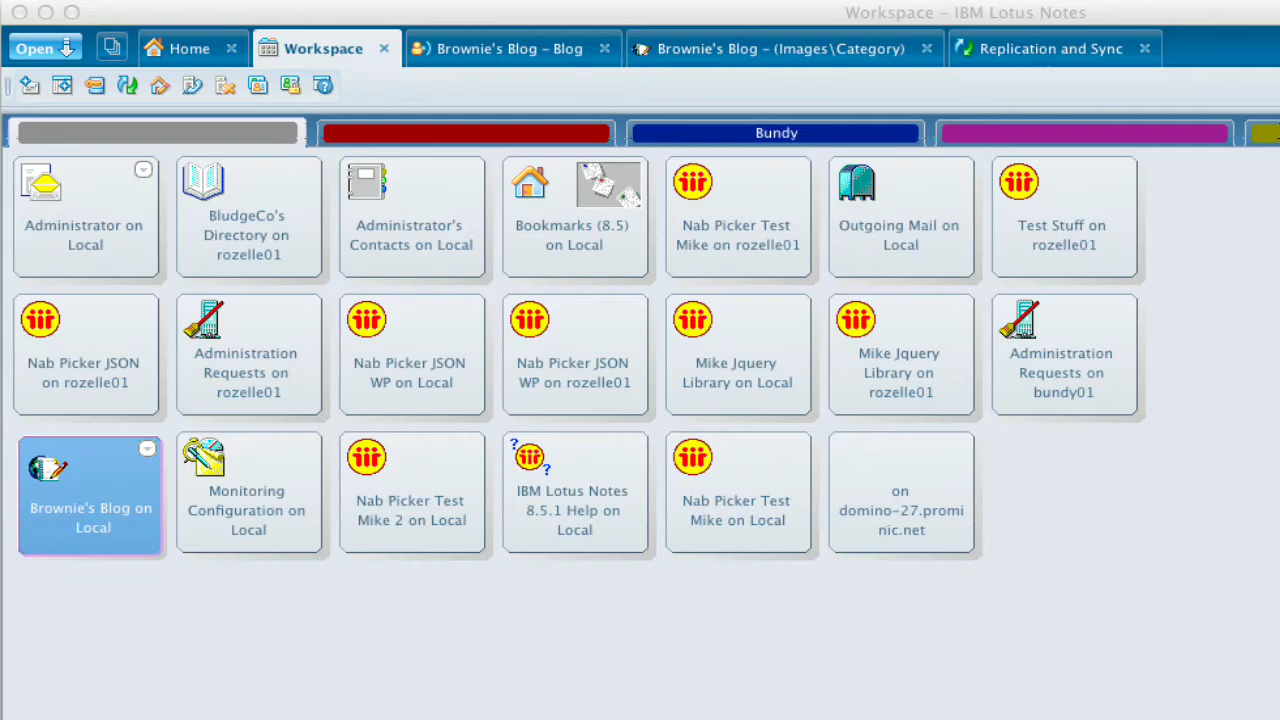 Workspace – IBM Lotus Notes
Open
Home
Workspace
Brownie's Blog – Blog
Brownie's Blog – (Images\Category)
Replication and Sync
Bundy
Administrator on
Local
BludgeCo's
Directory on
rozelle01
Administrator's
Contacts on Local
Bookmarks (8.5)
on Local
Nab Picker Test
Mike on rozelle01
Outgoing Mail on
Local
Test Stuff on
rozelle01
Nab Picker JSON
on rozelle01
Administration
Requests on
rozelle01
Nab Picker JSON
WP on Local
Nab Picker JSON
WP on rozelle01
Mike Jquery
Library on Local
Mike Jquery
Library on
rozelle01
Administration
Requests on
bundy01
Brownie's Blog on
Local
Monitoring
Configuration on
Local
Nab Picker Test
Mike 2 on Local
IBM Lotus Notes
8.5.1 Help on
Local
Nab Picker Test
Mike on Local
on
domino-27.promi
nic.net